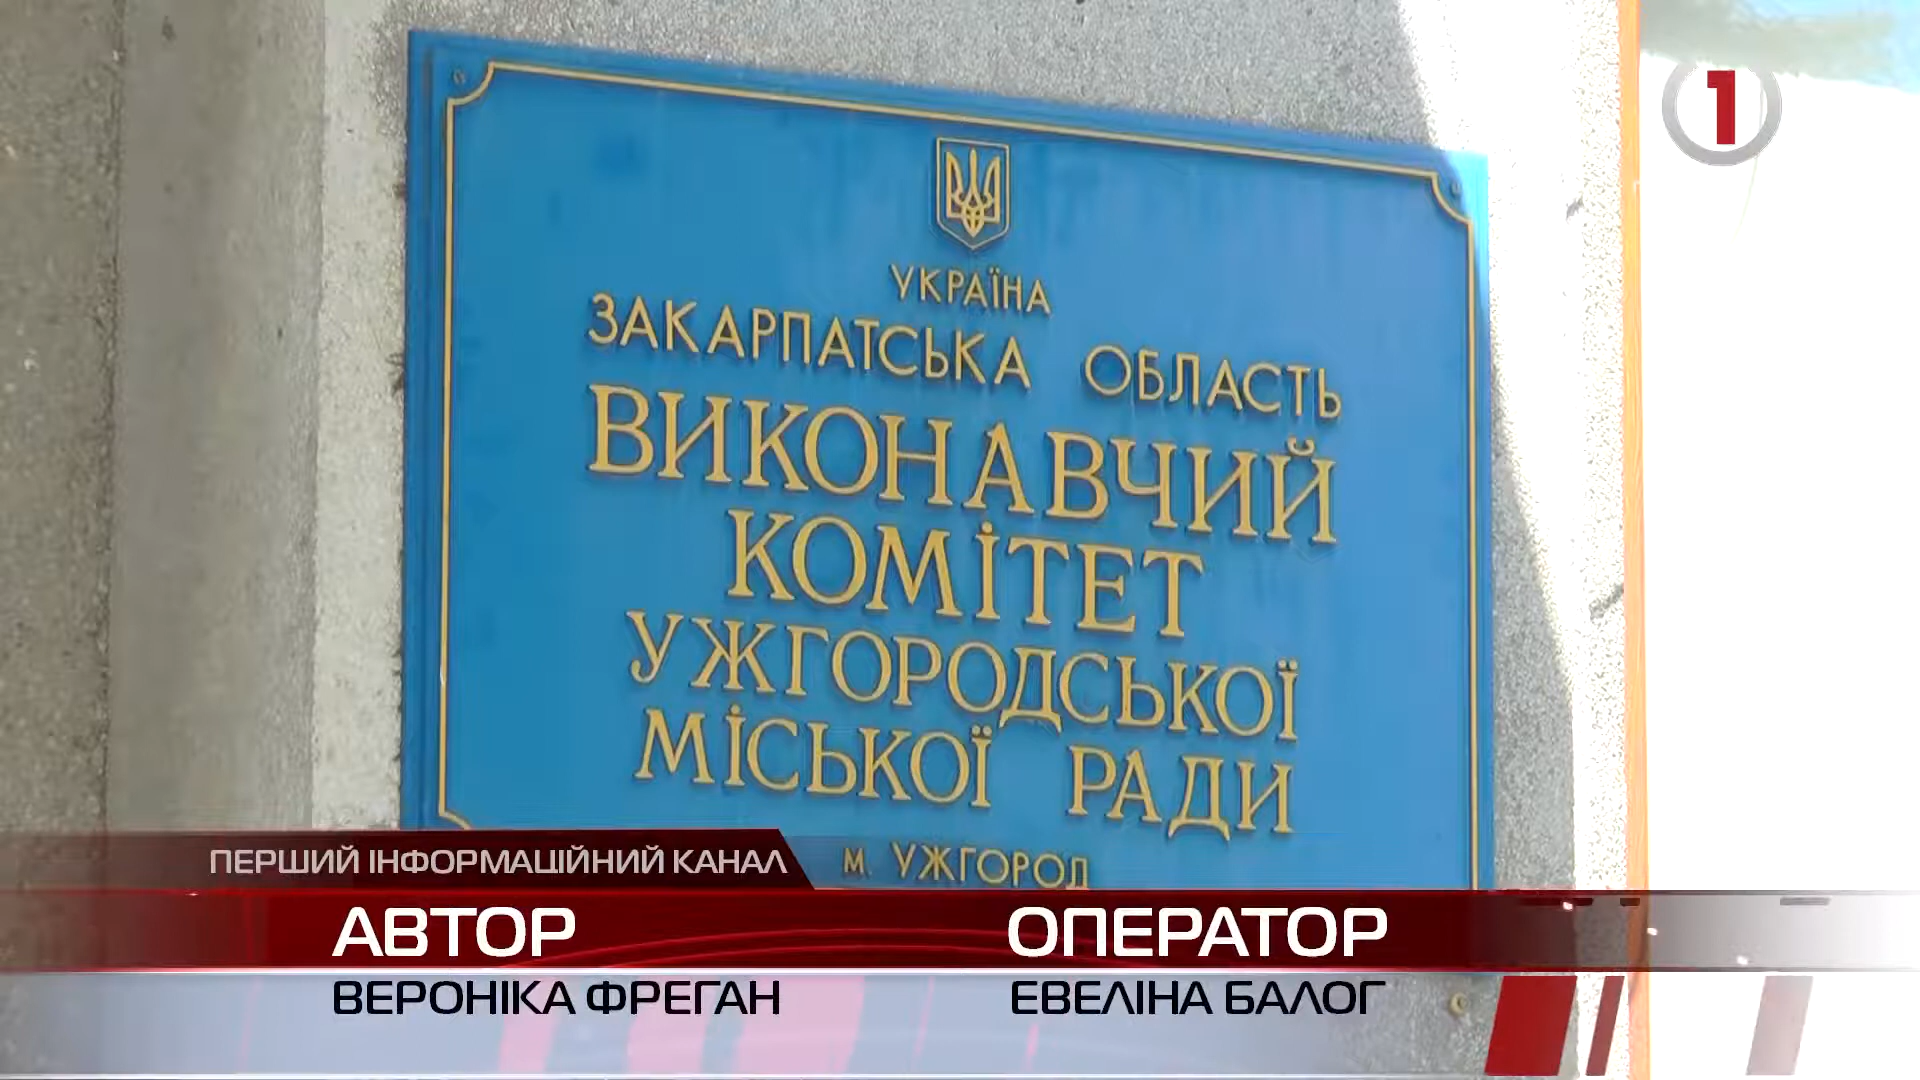 1
УКРАЇНА
ЗАКАРПАТСЬКА ОБЛАСТЬ
ВИКОНАВЧИЙ
КОМІТЕТ
УЖГОРОДСЬКОЇ
МІСЬКОЇ РАДИ
м. УЖГОРОД
ПЕРШИЙ ІНФОРМАЦІЙНИЙ КАНАЛ
АВТОР
ВЕРОНІКА ФРЕГАН
ОПЕРАТОР
ЕВЕЛІНА БАЛОГ